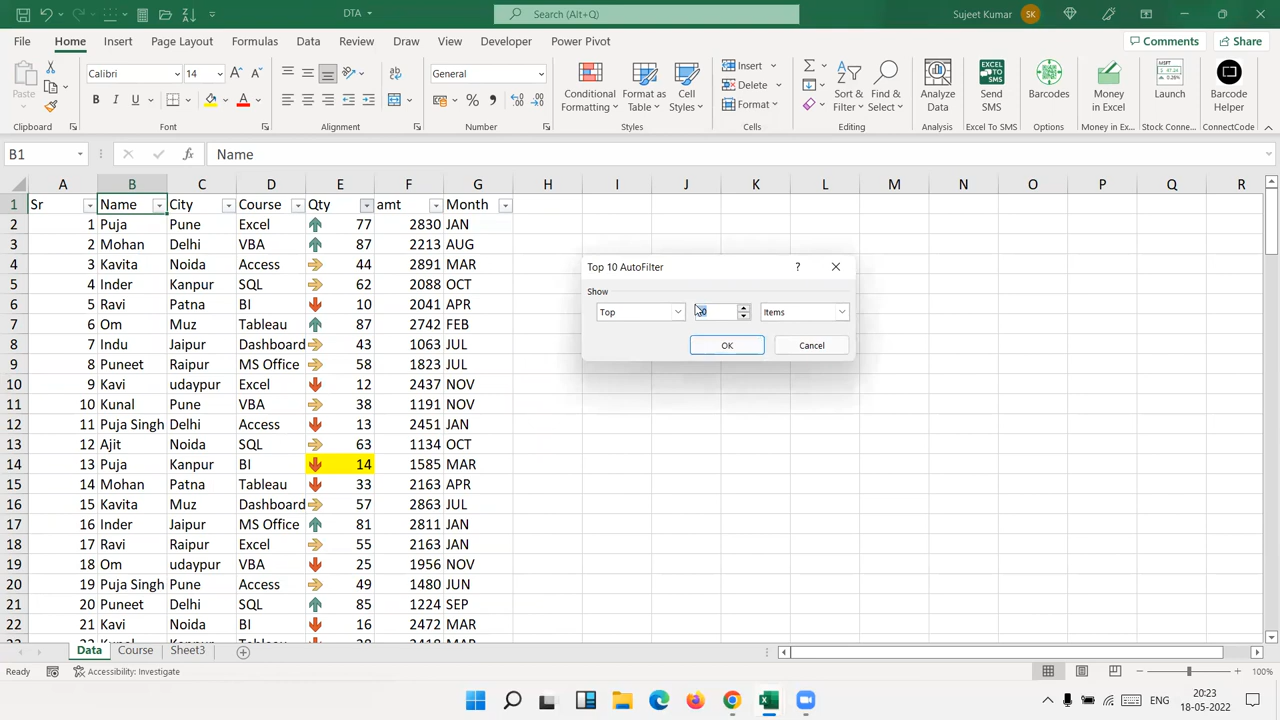 DTA
Search (Alt+Q)
Sujeet Kumar SK
File Home Insert Page Layout Formulas Data Review View Draw Developer Power Pivot Comments Share
Paste
Clipboard
Calibri 14
B I U
Font
Alignment
General
Number
Conditional Formatting
Format as Table
Cell Styles
Styles
Insert
Delete
Format
Cells
Sort & Filter
Find & Select
Editing
Analyze Data
Analysis
Send SMS
Excel To SMS
Barcodes
Options
Money in Excel
Money in Ex...
Launch
Stock Connec...
Barcode Helper
ConnectCode
B1 fx Name
A B C D E F G H I J K L M N O P Q R
1 Sr Name City Course Qty amt Month
2 1 Puja Pune Excel 77 2830 JAN
3 2 Mohan Delhi VBA 87 2213 AUG
4 3 Kavita Noida Access 44 2891 MAR
5 4 Inder Kanpur SQL 62 2088 OCT
6 5 Ravi Patna BI 10 2041 APR
7 6 Om Muz Tableau 87 2742 FEB
8 7 Indu Jaipur Dashboard 43 1063 JUL
9 8 Puneet Raipur MS Office 58 1823 JUL
10 9 Kavi udaypur Excel 12 2437 NOV
11 10 Kunal Pune VBA 38 1191 NOV
12 11 Puja Singh Delhi Access 13 2451 JAN
13 12 Ajit Noida SQL 63 1134 OCT
14 13 Puja Kanpur BI 14 1585 MAR
15 14 Mohan Patna Tableau 33 2163 APR
16 15 Kavita Muz Dashboard 57 2863 JUL
17 16 Inder Jaipur MS Office 81 2811 JAN
18 17 Ravi Raipur Excel 55 2163 JAN
19 18 Om udaypur VBA 25 1956 NOV
20 19 Puja Singh Pune Access 49 1480 JUN
21 20 Puneet Delhi SQL 85 1224 SEP
22 21 Kavi Noida BI 16 2472 MAR
Top 10 AutoFilter
Show
Top Items
OK Cancel
Data Course Sheet3
Ready Accessibility: Investigate 100%
ENG 20:23
18-05-2022